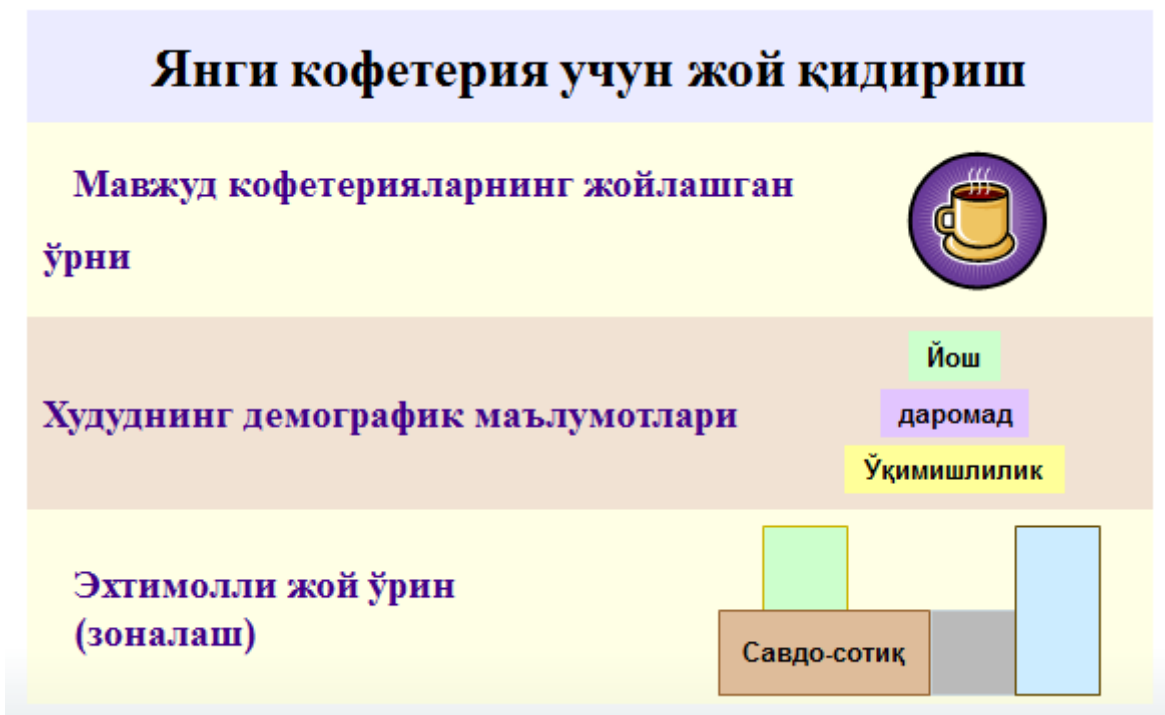 Янги кофетерия учун жой қидириш
Мавжуд кофетерияларнинг жойлашган
ўрни
Худуднинг демографик маълумотлари
Йош
даромад
Ўқимишлилик
Эхтимолли жой ўрин
(зоналаш)
Савдо-сотиқ